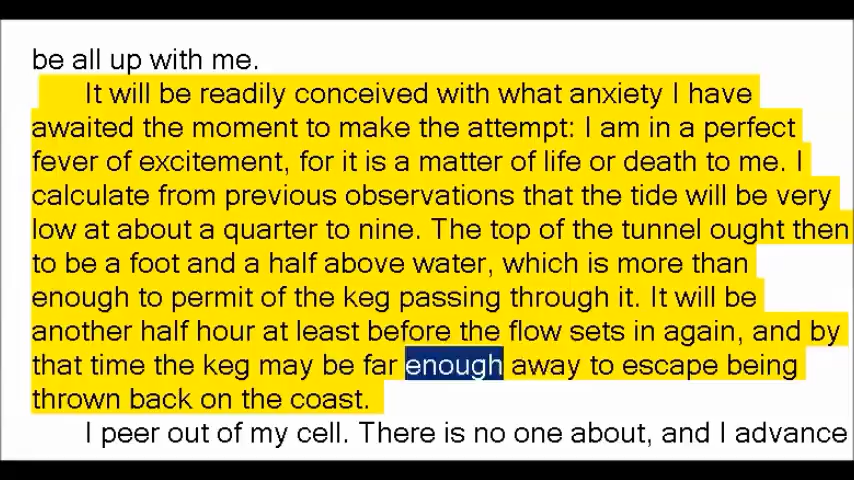 be all up with me.
It will be readily conceived with what anxiety I have
awaited the moment to make the attempt: I am in a perfect
fever of excitement, for it is a matter of life or death to me. I
calculate from previous observations that the tide will be very
low at about a quarter to nine. The top of the tunnel ought then
to be a foot and a half above water, which is more than
enough to permit of the keg passing through it. It will be
another half hour at least before the flow sets in again, and by
that time the keg may be far enough away to escape being
thrown back on the coast.
I peer out of my cell. There is no one about, and I advance